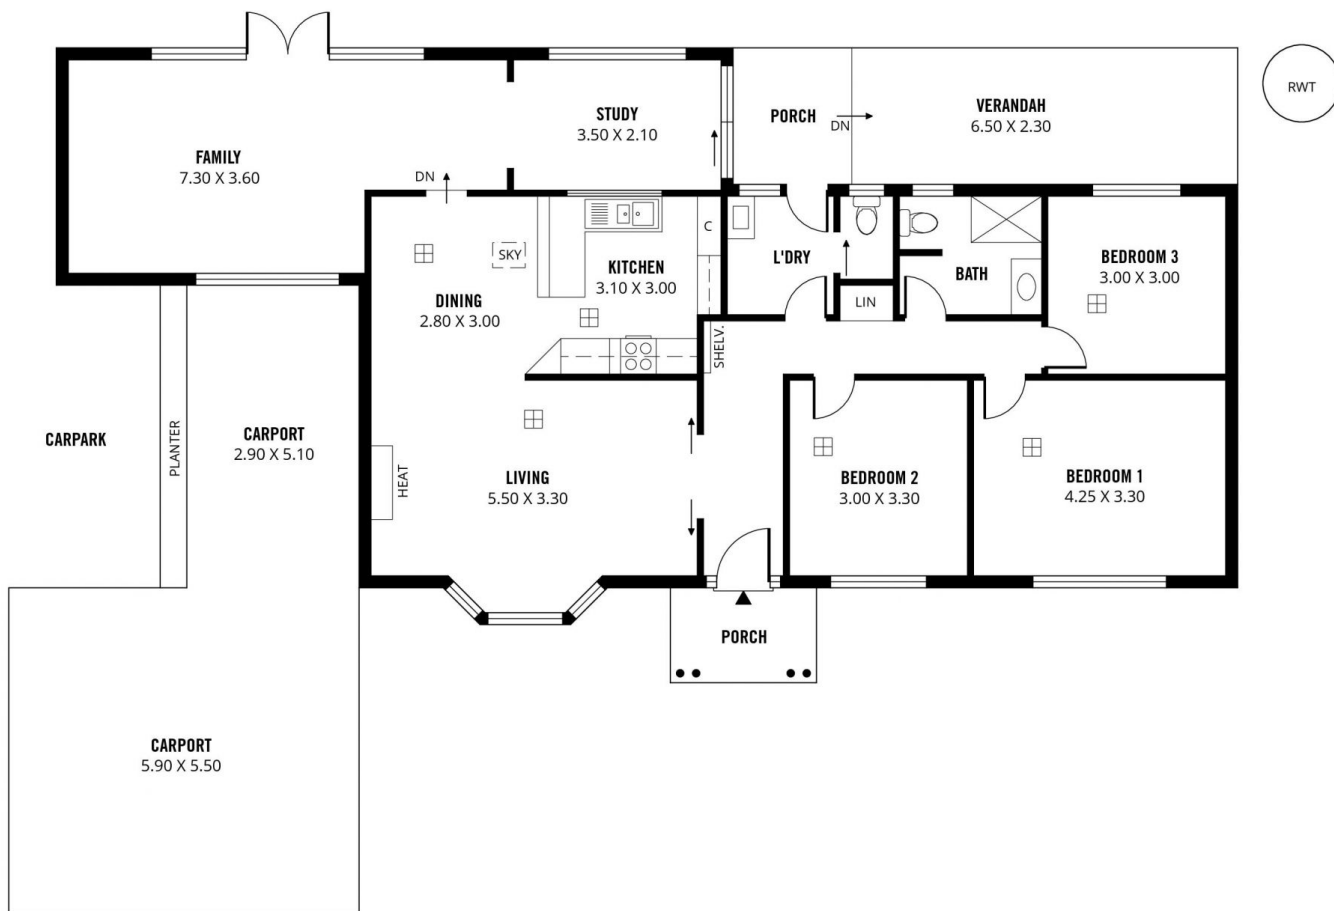 FAMILY
7.30 X 3.60
DN
STUDY
3.50 X 2.10
PORCH
DN
VERANDAH
6.50 X 2.30
RWT
SKY
DINING
2.80 X 3.00
KITCHEN
3.10 X 3.00
C
SHELV.
L'DRY
LIN
BATH
BEDROOM 3
3.00 X 3.00
CARPARK
PLANTER
CARPORT
2.90 X 5.10
HEAT
LIVING
5.50 X 3.30
BEDROOM 2
3.00 X 3.30
BEDROOM 1
4.25 X 3.30
PORCH
CARPORT
5.90 X 5.50